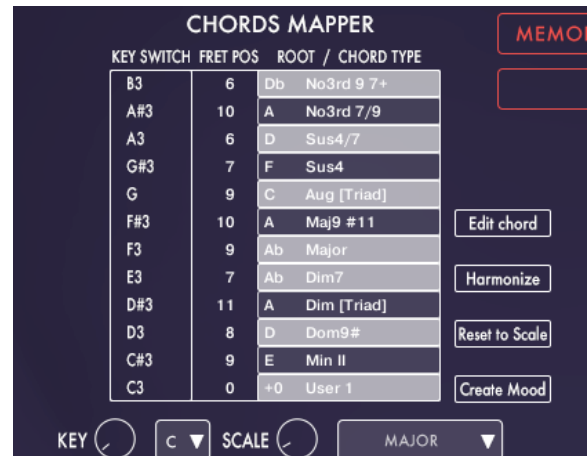 CHORDS MAPPER
KEY SWITCH FRET POS ROOT / CHORD TYPE
B3 6 Db No3rd 9 7+
A#3 10 A No3rd 7/9
A3 6 D Sus4/7
G#3 7 F Sus4
G 9 C Aug [Triad]
F#3 10 A Maj9 #11 Edit chord
F3 9 Ab Major
E3 7 Ab Dim7 Harmonize
D#3 11 A Dim [Triad]
D3 8 D Dom9# Reset to Scale
C#3 9 E Min II
C3 0 +0 User 1 Create Mood
KEY C SCALE MAJOR